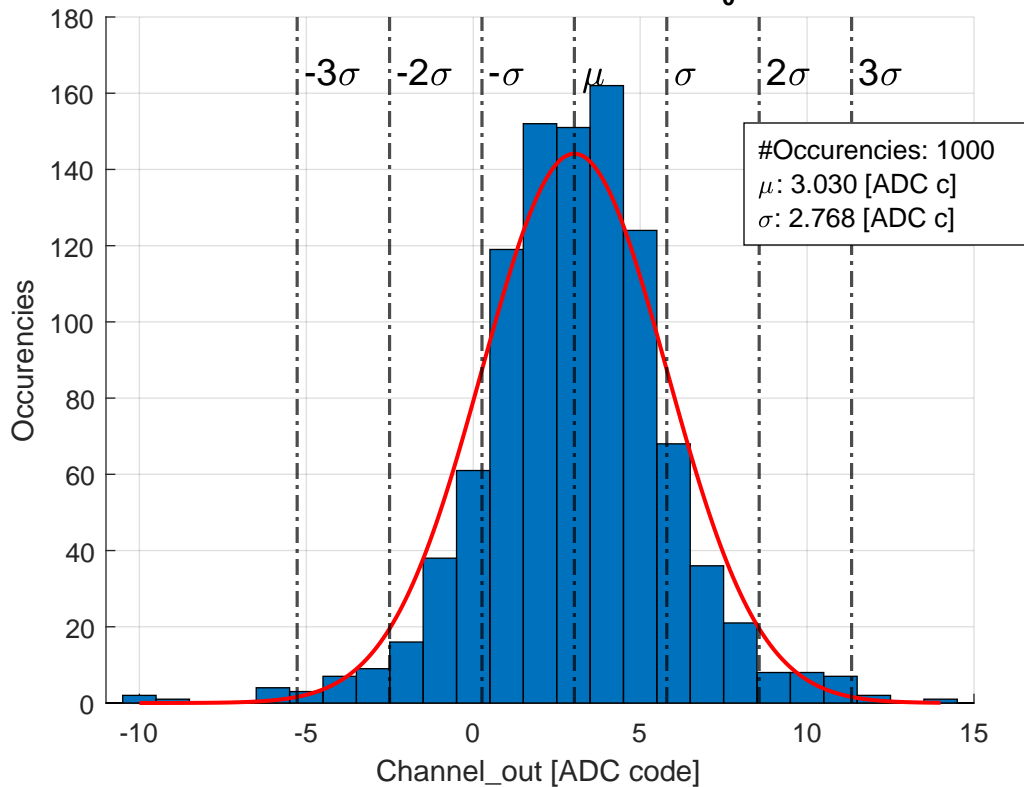 180
160
140
120
100
80
60
40
20
0
-3σ
-2σ
-σ
μ
σ
2σ
3σ
#Occurencies: 1000
μ: 3.030 [ADC c]
σ: 2.768 [ADC c]
Occurencies
-10
-5
0
5
10
15
Channel_out [ADC code]